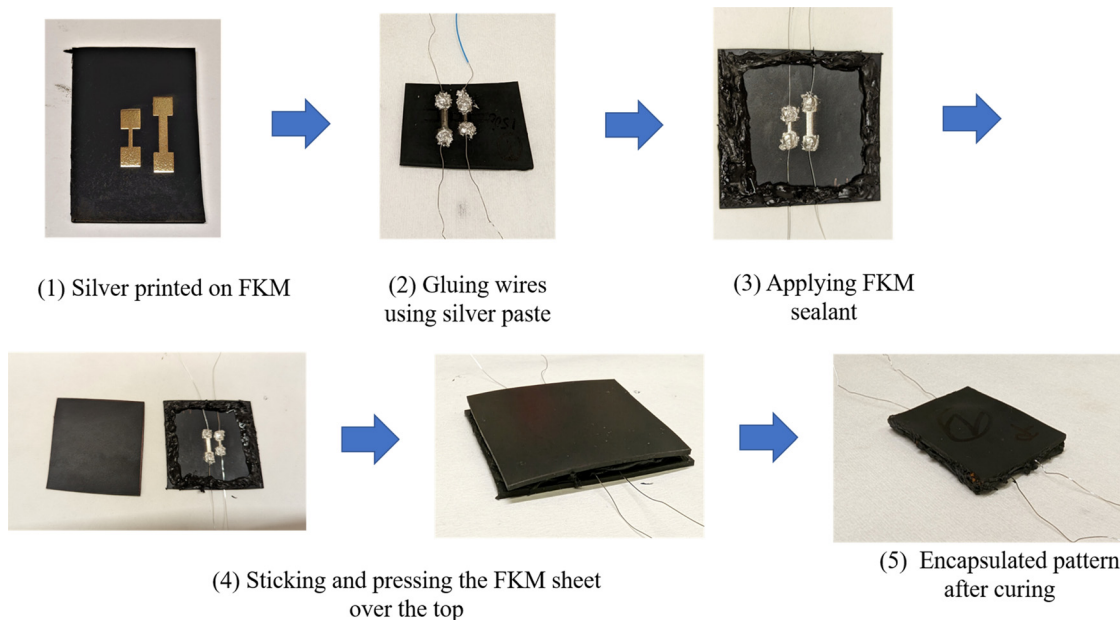 (1) Silver printed on FKM
(2) Gluing wires
using silver paste
(3) Applying FKM
sealant
(4) Sticking and pressing the FKM sheet
over the top
(5) Encapsulated pattern
after curing